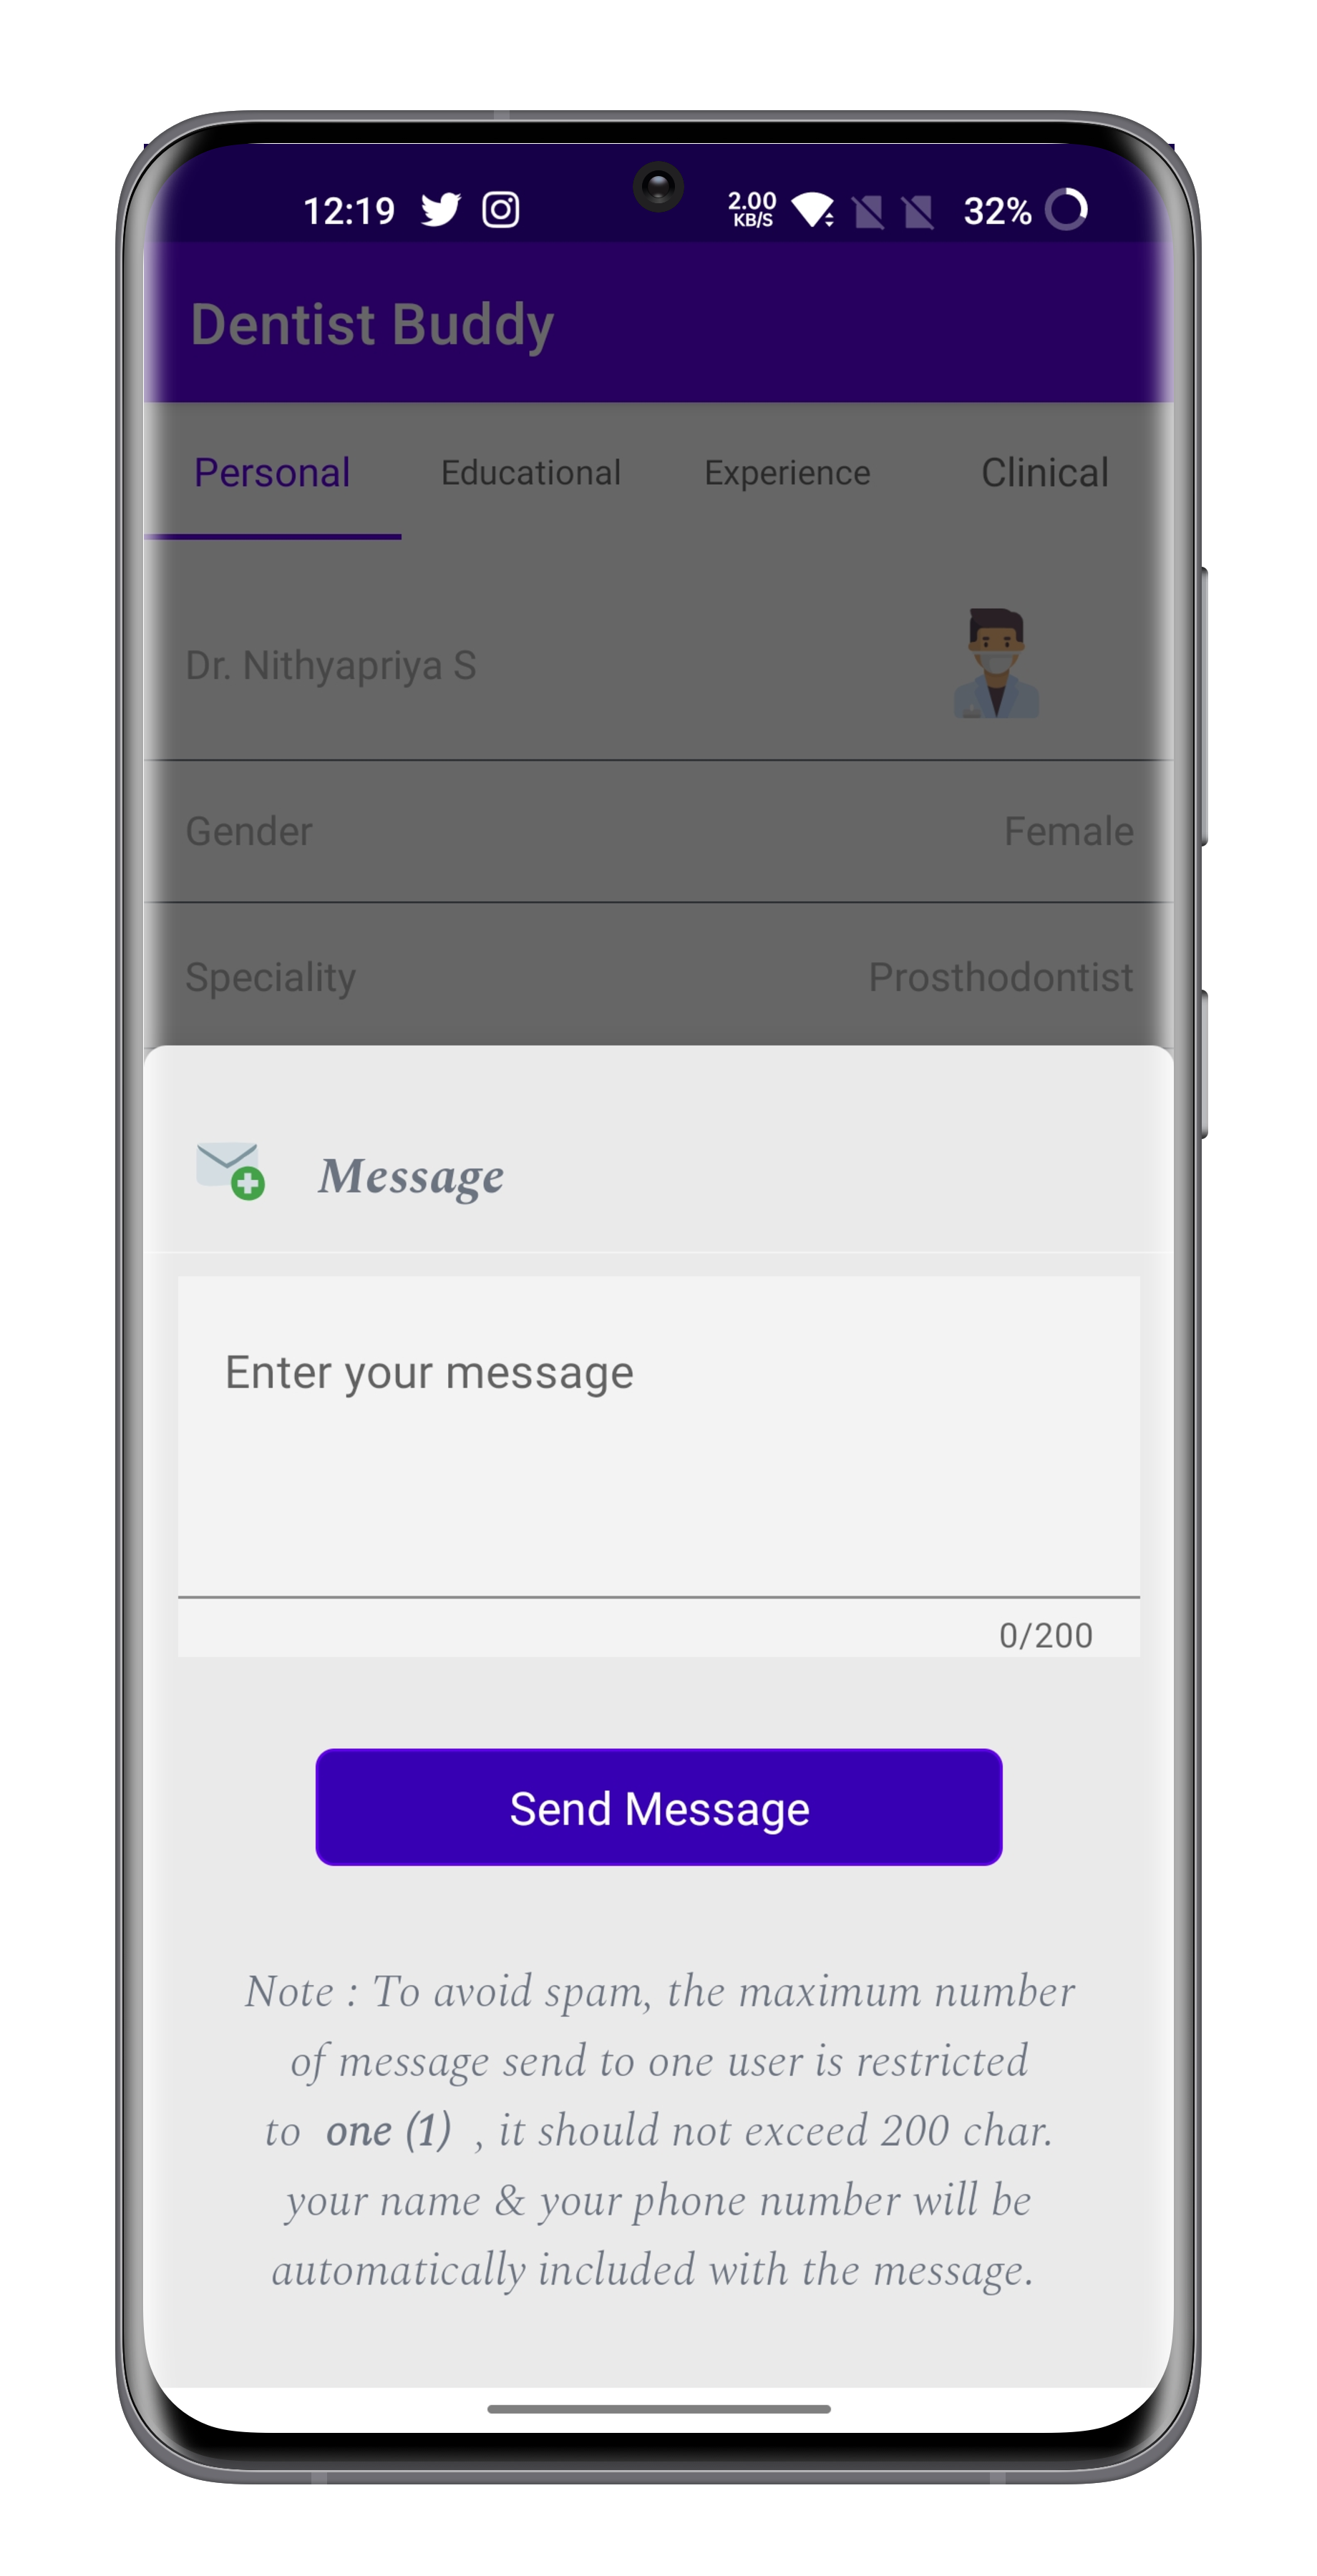 12:19 2.00 KB/S 32%
Dentist Buddy
Personal Educational Experience Clinical
Dr. Nithyapriya S
Gender Female
Speciality Prosthodontist
Message
Enter your message
0/200
Send Message
Note : To avoid spam, the maximum number
of message send to one user is restricted
to one (1) , it should not exceed 200 char.
your name & your phone number will be
automatically included with the message.